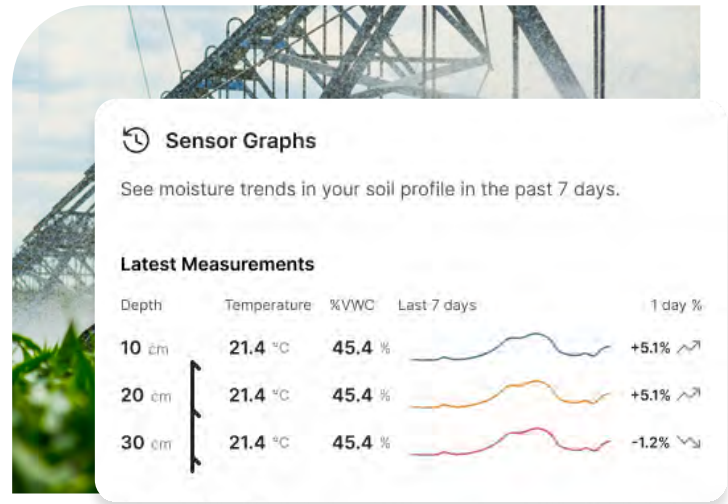 Sensor Graphs
See moisture trends in your soil profile in the past 7 days.
Latest Measurements
Depth Temperature %VWC Last 7 days 1 day %
10 cm 21.4 °C 45.4 % +5.1%
20 cm 21.4 °C 45.4 % +5.1%
30 cm 21.4 °C 45.4 % -1.2%